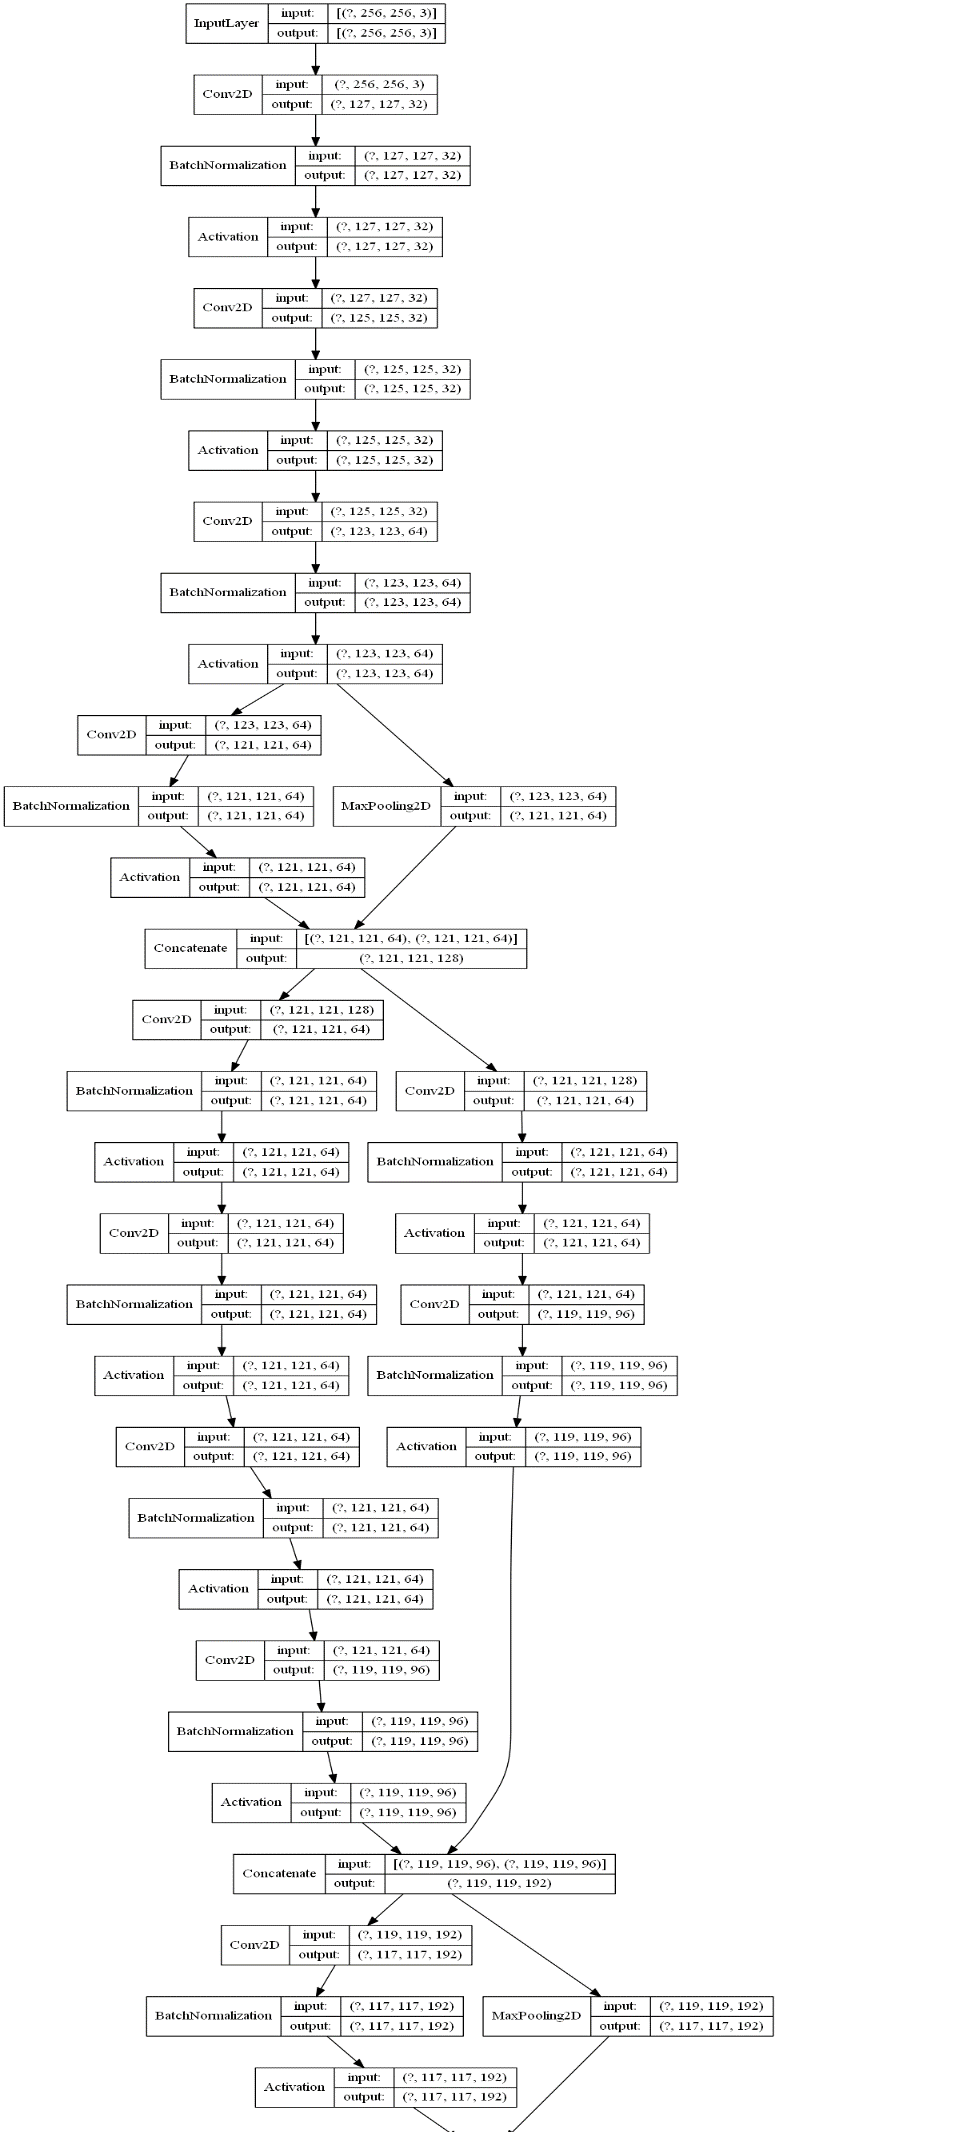 InputLayer input: [(?, 256, 256, 3)]
output: [(?, 256, 256, 3)]
Conv2D input: (?, 256, 256, 3)
output: (?, 127, 127, 32)
BatchNormalization input: (?, 127, 127, 32)
output: (?, 127, 127, 32)
Activation input: (?, 127, 127, 32)
output: (?, 127, 127, 32)
Conv2D input: (?, 127, 127, 32)
output: (?, 125, 125, 32)
BatchNormalization input: (?, 125, 125, 32)
output: (?, 125, 125, 32)
Activation input: (?, 125, 125, 32)
output: (?, 125, 125, 32)
Conv2D input: (?, 125, 125, 32)
output: (?, 123, 123, 64)
BatchNormalization input: (?, 123, 123, 64)
output: (?, 123, 123, 64)
Activation input: (?, 123, 123, 64)
output: (?, 123, 123, 64)
Conv2D input: (?, 123, 123, 64)
output: (?, 121, 121, 64)
BatchNormalization input: (?, 121, 121, 64)
output: (?, 121, 121, 64)
MaxPooling2D input: (?, 123, 123, 64)
output: (?, 121, 121, 64)
Activation input: (?, 121, 121, 64)
output: (?, 121, 121, 64)
Concatenate input: [(?, 121, 121, 64), (?, 121, 121, 64)]
output: (?, 121, 121, 128)
Conv2D input: (?, 121, 121, 128)
output: (?, 121, 121, 64)
BatchNormalization input: (?, 121, 121, 64)
output: (?, 121, 121, 64)
Conv2D input: (?, 121, 121, 128)
output: (?, 121, 121, 64)
Activation input: (?, 121, 121, 64)
output: (?, 121, 121, 64)
BatchNormalization input: (?, 121, 121, 64)
output: (?, 121, 121, 64)
Conv2D input: (?, 121, 121, 64)
output: (?, 121, 121, 64)
Activation input: (?, 121, 121, 64)
output: (?, 121, 121, 64)
BatchNormalization input: (?, 121, 121, 64)
output: (?, 121, 121, 64)
Conv2D input: (?, 121, 121, 64)
output: (?, 119, 119, 96)
Activation input: (?, 121, 121, 64)
output: (?, 121, 121, 64)
BatchNormalization input: (?, 119, 119, 96)
output: (?, 119, 119, 96)
Conv2D input: (?, 121, 121, 64)
output: (?, 121, 121, 64)
Activation input: (?, 119, 119, 96)
output: (?, 119, 119, 96)
BatchNormalization input: (?, 121, 121, 64)
output: (?, 121, 121, 64)
Activation input: (?, 121, 121, 64)
output: (?, 121, 121, 64)
Conv2D input: (?, 121, 121, 64)
output: (?, 119, 119, 96)
BatchNormalization input: (?, 119, 119, 96)
output: (?, 119, 119, 96)
Activation input: (?, 119, 119, 96)
output: (?, 119, 119, 96)
Concatenate input: [(?, 119, 119, 96), (?, 119, 119, 96)]
output: (?, 119, 119, 192)
Conv2D input: (?, 119, 119, 192)
output: (?, 117, 117, 192)
BatchNormalization input: (?, 117, 117, 192)
output: (?, 117, 117, 192)
MaxPooling2D input: (?, 119, 119, 192)
output: (?, 117, 117, 192)
Activation input: (?, 117, 117, 192)
output: (?, 117, 117, 192)